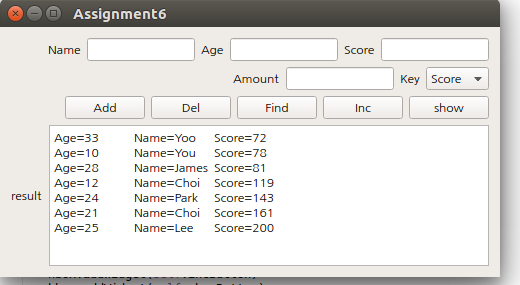 Assignment6
Name Age Score
Amount Key Score
Add Del Find Inc show
result
Age=33 Name=Yoo Score=72
Age=10 Name=You Score=78
Age=28 Name=James Score=81
Age=12 Name=Choi Score=119
Age=24 Name=Park Score=143
Age=21 Name=Choi Score=161
Age=25 Name=Lee Score=200